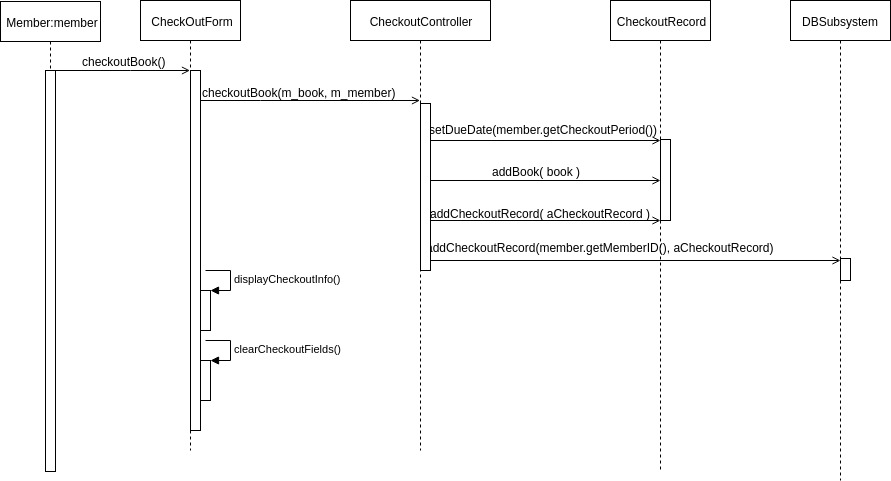 Member:member
CheckOutForm
CheckoutController
CheckoutRecord
DBSubsystem
checkoutBook()
checkoutBook(m_book, m_member)
setDueDate(member.getCheckoutPeriod())
addBook( book )
addCheckoutRecord( aCheckoutRecord )
addCheckoutRecord(member.getMemberID(), aCheckoutRecord)
displayCheckoutInfo()
clearCheckoutFields()